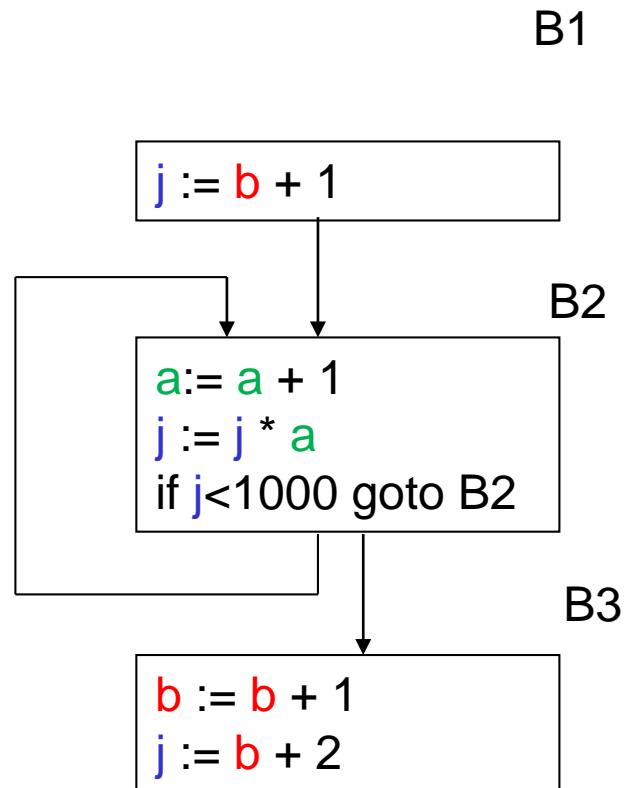 B1
j := b + 1
B2
a:= a + 1
j := j * a
if j<1000 goto B2
B3
b := b + 1
j := b + 2